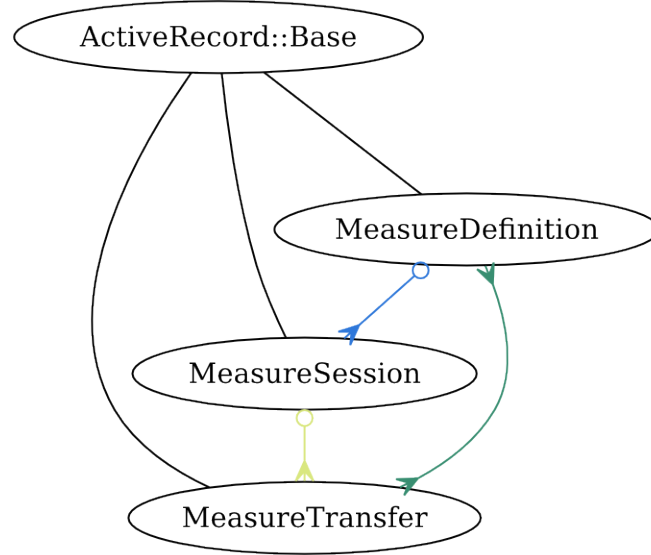 ActiveRecord::Base
MeasureDefinition
MeasureSession
MeasureTransfer